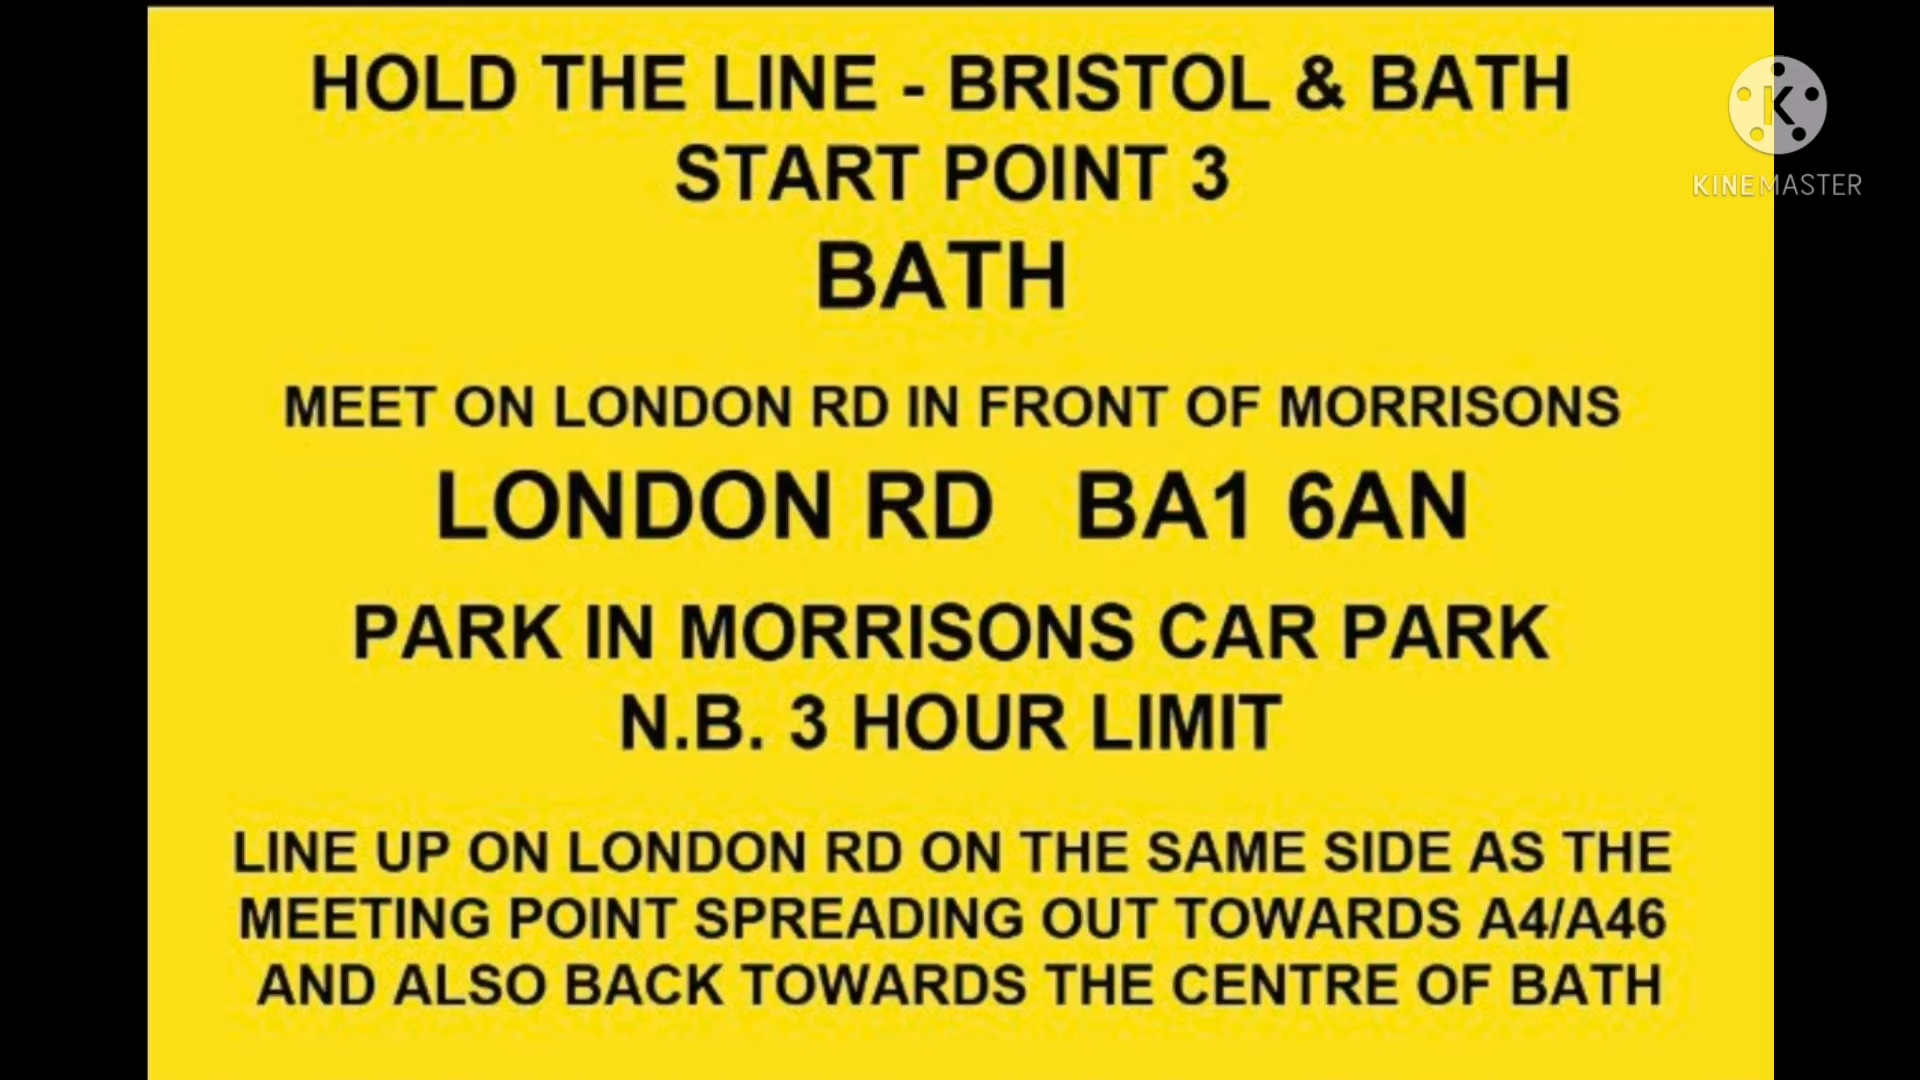 HOLD THE LINE - BRISTOL & BATH
START POINT 3
BATH
MEET ON LONDON RD IN FRONT OF MORRISONS
LONDON RD BA1 6AN
PARK IN MORRISONS CAR PARK
N.B. 3 HOUR LIMIT
LINE UP ON LONDON RD ON THE SAME SIDE AS THE
MEETING POINT SPREADING OUT TOWARDS A4/A46
AND ALSO BACK TOWARDS THE CENTRE OF BATH
K
KINEMASTER